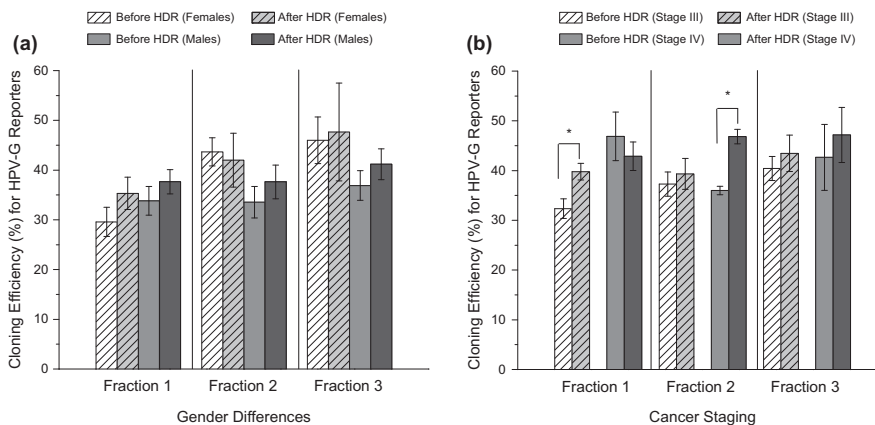 Before HDR (Females) After HDR (Females)
Before HDR (Males) After HDR (Males)
(a)
Cloning Efficiency (%) for HPV-G Reporters
60
50
40
30
20
10
0
Fraction 1 Fraction 2 Fraction 3
Gender Differences
Before HDR (Stage III) After HDR (Stage III)
Before HDR (Stage IV) After HDR (Stage IV)
(b)
Cloning Efficiency (%) for HPV-G Reporters
60
50
40
30
20
10
0
*
*
Fraction 1 Fraction 2 Fraction 3
Cancer Staging